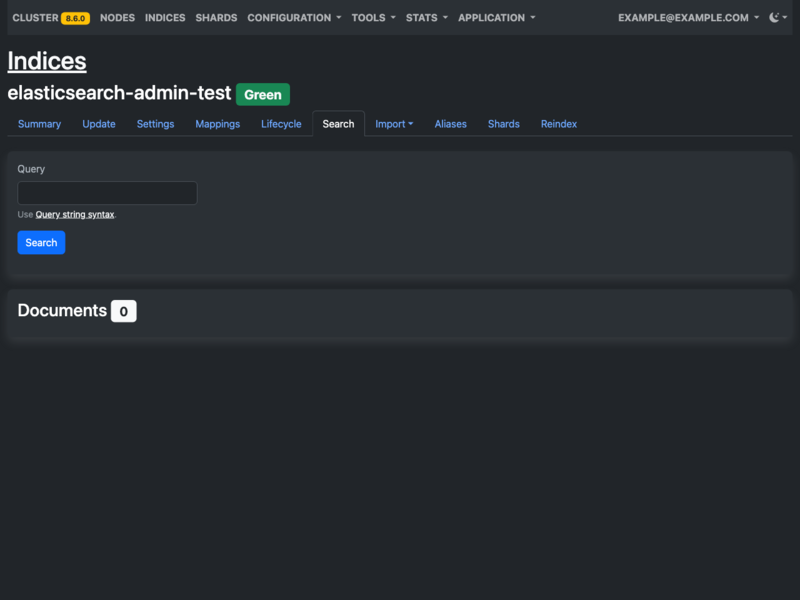 CLUSTER 8.6.0 NODES INDICES SHARDS CONFIGURATION TOOLS STATS APPLICATION EXAMPLE@EXAMPLE.COM
Indices
elasticsearch-admin-test Green
Summary Update Settings Mappings Lifecycle Search Import Aliases Shards Reindex
Query
Use Query string syntax.
Search
Documents 0